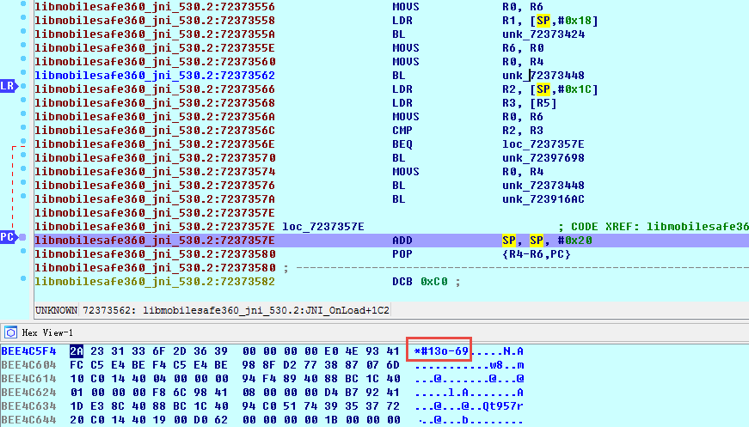 libmobilesafe360_jni_530.2:72373556 MOVS R0, R6
libmobilesafe360_jni_530.2:72373558 LDR R1, [SP,#0x18]
libmobilesafe360_jni_530.2:7237355A BL unk_72373424
libmobilesafe360_jni_530.2:7237355E MOVS R6, R0
libmobilesafe360_jni_530.2:72373560 MOVS R0, R4
libmobilesafe360_jni_530.2:72373562 BL unk_72373448
LR libmobilesafe360_jni_530.2:72373566 LDR R2, [SP,#0x1C]
libmobilesafe360_jni_530.2:72373568 LDR R3, [R5]
libmobilesafe360_jni_530.2:7237356A MOVS R0, R6
libmobilesafe360_jni_530.2:7237356C CMP R2, R3
libmobilesafe360_jni_530.2:7237356E BEQ loc_7237357E
libmobilesafe360_jni_530.2:72373570 BL unk_72397698
libmobilesafe360_jni_530.2:72373574 MOVS R0, R4
libmobilesafe360_jni_530.2:72373576 BL unk_72373448
libmobilesafe360_jni_530.2:7237357A BL unk_723916AC
libmobilesafe360_jni_530.2:7237357E
libmobilesafe360_jni_530.2:7237357E loc_7237357E ; CODE XREF: libmobilesafe36
PC libmobilesafe360_jni_530.2:7237357E ADD SP, SP, #0x20
libmobilesafe360_jni_530.2:72373580 POP {R4-R6,PC}
libmobilesafe360_jni_530.2:72373580 ; ---------------------------------------------------------------------------
libmobilesafe360_jni_530.2:72373582 DCB 0xC0 ;
UNKNOWN 72373562: libmobilesafe360_jni_530.2:JNI_OnLoad+1C2
Hex View-1
BEE4C5F4 2A 23 31 33 6F 2D 36 39 00 00 00 00 E0 4E 93 41 *#13o-69.....N.A
BEE4C604 FC C5 E4 BE F4 C5 E4 BE 98 8F D2 77 38 87 07 6D ...........w8..m
BEE4C614 10 C0 14 40 04 00 00 00 94 F4 89 40 88 BC 1C 40 ...@.......@...@
BEE4C624 01 00 00 00 F8 6C 98 41 08 00 00 00 D4 B7 92 41 .....l.A.......A
BEE4C634 1D E3 8C 40 88 BC 1C 40 94 C0 51 74 39 35 37 72 ...@...@..Qt957r
BEE4C644 20 C0 14 40 19 00 D0 62 00 00 00 00 1B 00 00 00 ...@...b........